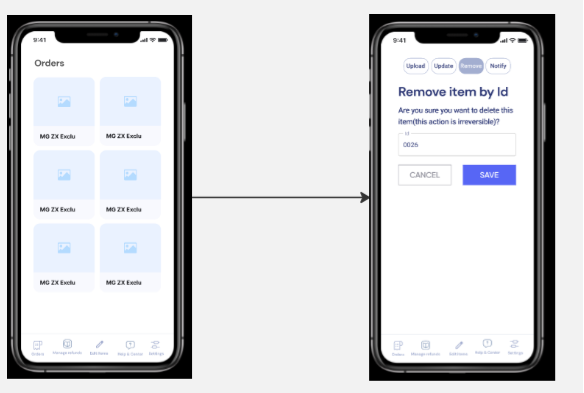 9:41
Orders
MG ZX Exclu
MG ZX Exclu
MG ZX Exclu
MG ZX Exclu
MG ZX Exclu
MG ZX Exclu
Orders
Manage refunds
Edit Items
Help & Center
Settings
9:41
Upload
Update
Remove
Notify
Remove item by Id
Are you sure you want to delete this
item(this action is irreversible)?
Id
0026
CANCEL
SAVE
Orders
Manage refunds
Edit Items
Help & Center
Settings